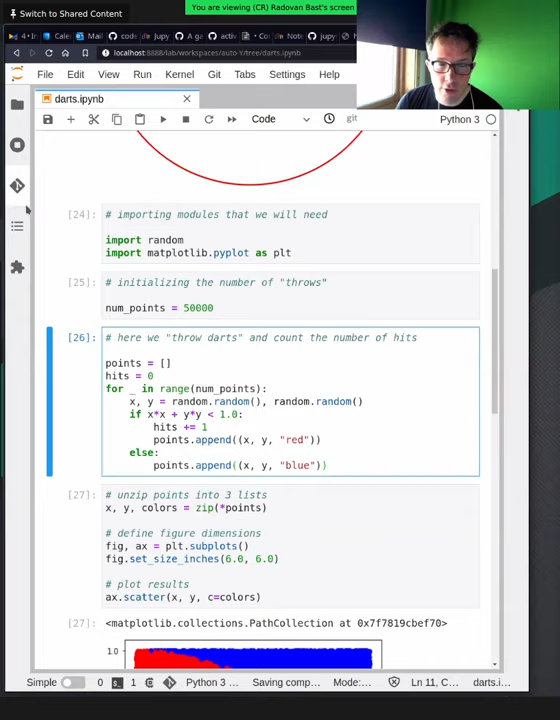 Switch to Shared Content
You are viewing (CR) Radovan Bast's screen
localhost:8888/lab/workspaces/auto-Y/tree/darts.ipynb
File Edit View Run Kernel Git Tabs Settings Help
darts.ipynb
Code git Python 3
[24]: # importing modules that we will need
import random
import matplotlib.pyplot as plt
[25]: # initializing the number of "throws"
num_points = 50000
[26]: # here we "throw darts" and count the number of hits
points = []
hits = 0
for _ in range(num_points):
x, y = random.random(), random.random()
if x*x + y*y < 1.0:
hits += 1
points.append((x, y, "red"))
else:
points.append((x, y, "blue"))
[27]: # unzip points into 3 lists
x, y, colors = zip(*points)
# define figure dimensions
fig, ax = plt.subplots()
fig.set_size_inches(6.0, 6.0)
# plot results
ax.scatter(x, y, c=colors)
[27]: <matplotlib.collections.PathCollection at 0x7f7819cbef70>
1.0
Simple 0 1 Python 3 ... Saving comp... Mode:... Ln 11, C... darts.i...